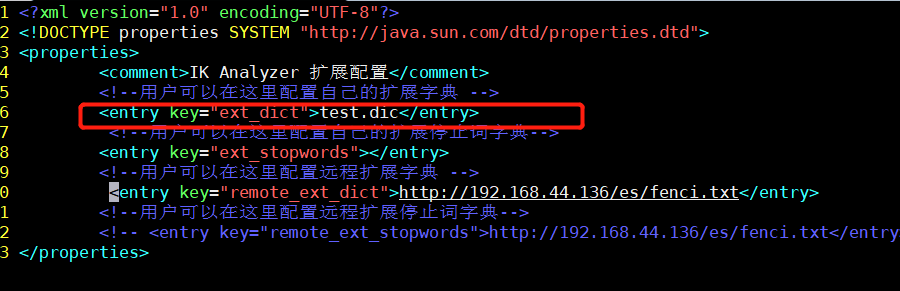 1 <?xml version="1.0" encoding="UTF-8"?>
2 <!DOCTYPE properties SYSTEM "http://java.sun.com/dtd/properties.dtd">
3 <properties>
4 <comment>IK Analyzer 扩展配置</comment>
5 <!--用户可以在这里配置自己的扩展字典 -->
6 <entry key="ext_dict">test.dic</entry>
7 <!--用户可以在这里配置自己的扩展停止词字典-->
8 <entry key="ext_stopwords"></entry>
9 <!--用户可以在这里配置远程扩展字典 -->
0 <entry key="remote_ext_dict">http://192.168.44.136/es/fenci.txt</entry>
1 <!--用户可以在这里配置远程扩展停止词字典-->
2 <!-- <entry key="remote_ext_stopwords">http://192.168.44.136/es/fenci.txt</entry
3 </properties>